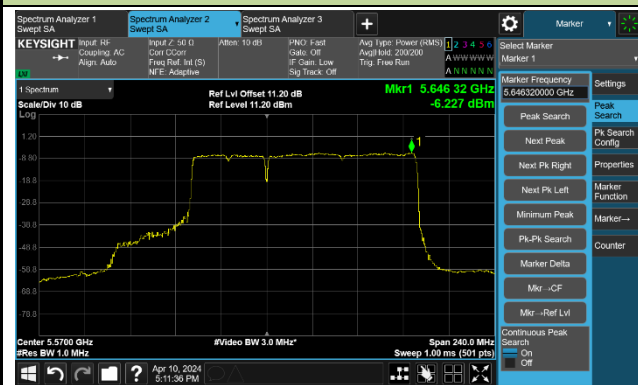 Spectrum Analyzer 1
Swept SA
Spectrum Analyzer 2
Swept SA
Spectrum Analyzer 3
Swept SA
+
Marker
KEYSIGHT
Input: RF
Coupling: AC
Align: Auto
Input Z: 50 Ω
Corr CCorr
Freq Ref: Int (S)
NFE: Adaptive
Atten: 10 dB
PNO: Fast
Gate: Off
IF Gain: Low
Sig Track: Off
Avg Type: Power (RMS)
Avg|Hold: 200/200
Trig: Free Run
1 2 3 4 5 6
A W W W W W
A N N N N N
LXI
Select Marker
Marker 1
1 Spectrum
Scale/Div 10 dB
Log
Ref Lvl Offset 11.20 dB
Ref Level 11.20 dBm
Mkr1 5.646 32 GHz
-6.227 dBm
1.20
-8.80
-18.8
-28.8
-38.8
-48.8
-58.8
-68.8
-78.8
1
Center 5.5700 GHz
#Res BW 1.0 MHz
#Video BW 3.0 MHz*
Span 240.0 MHz
Sweep 1.00 ms (501 pts)
Marker Frequency
5.646320000 GHz
Peak Search
Next Peak
Next Pk Right
Next Pk Left
Minimum Peak
Pk-Pk Search
Marker Delta
Mkr→CF
Mkr→Ref Lvl
Continuous Peak
Search
On
Off
Settings
Peak
Search
Pk Search
Config
Properties
Marker
Function
Marker→
Counter
?
Apr 10, 2024
5:11:36 PM